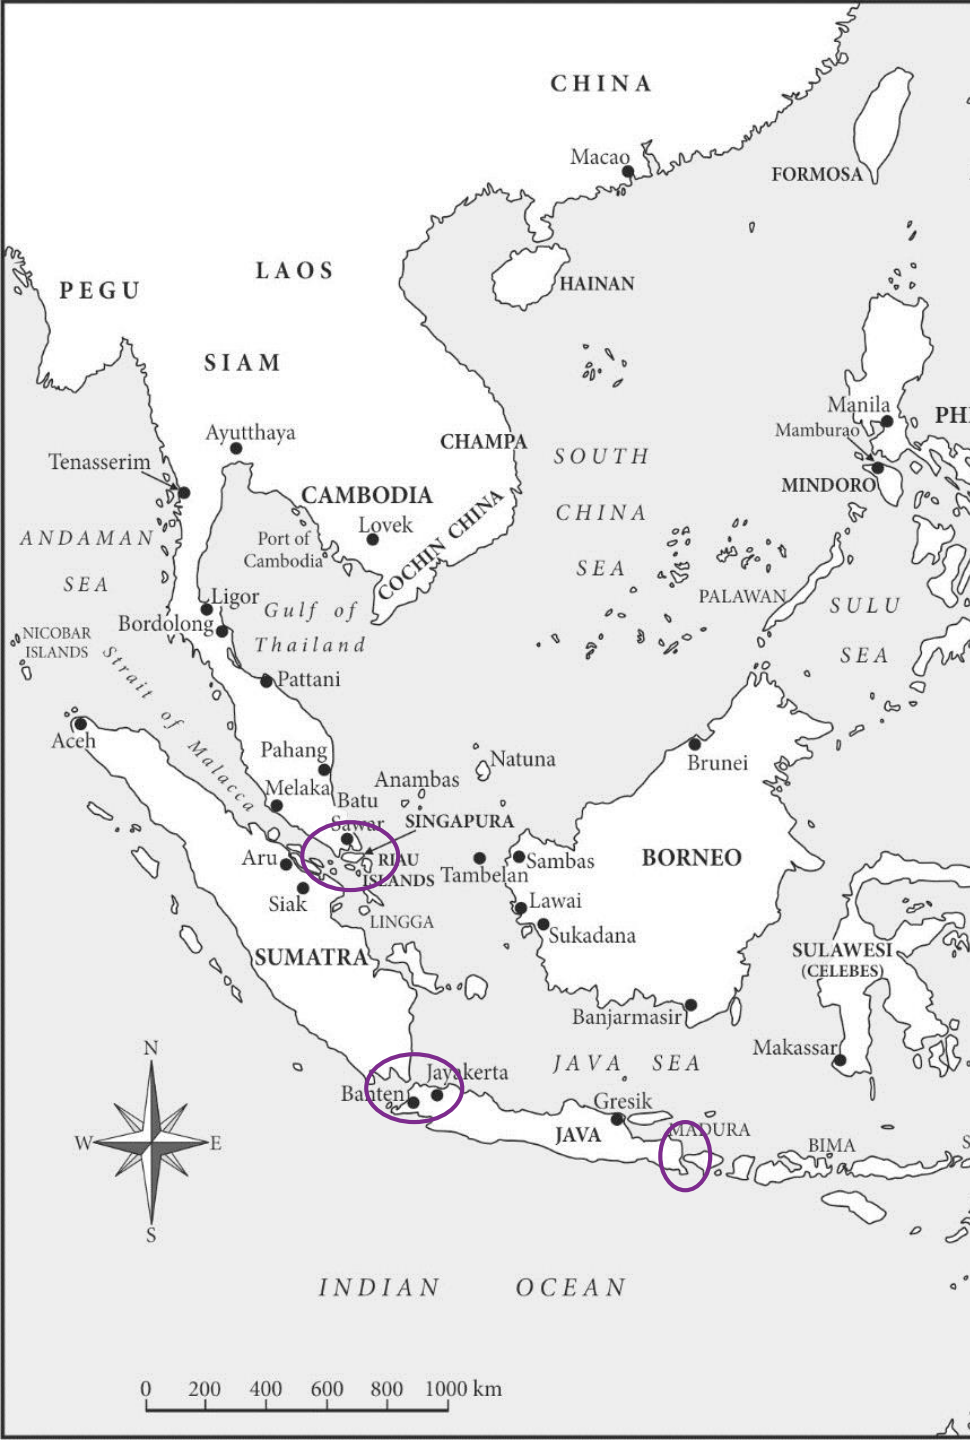 CHINA
Macao
FORMOSA
LAOS
PEGU
HAINAN
SIAM
Manila
PHI
Mamburao
Ayutthaya
CHAMPA
SOUTH
CHINA
SEA
Tenasserim
MINDORO
CAMBODIA
Lovek
COCHIN CHINA
ANDAMAN
SEA
Port of
Cambodia
PALAWAN
SULU
SEA
Ligor
Gulf of
Thailand
Bordolong
NICOBAR
ISLANDS
Strait of Malacca
Pattani
Aceh
Pahang
Natuna
Brunei
Melaka
Anambas
Batu
Sawar
SINGAPURA
Aru
RIAU
ISLANDS
Tambelan
Sambas
BORNEO
Siak
LINGGA
Lawai
Sukadana
SUMATRA
SULAWESI
(CELEBES)
Banjarmasir
N
Makassar
JAVA SEA
Jayakerta
Banten
Gresik
MADURA
JAVA
BIMA
S
W
E
S
INDIAN OCEAN
0 200 400 600 800 1000 km